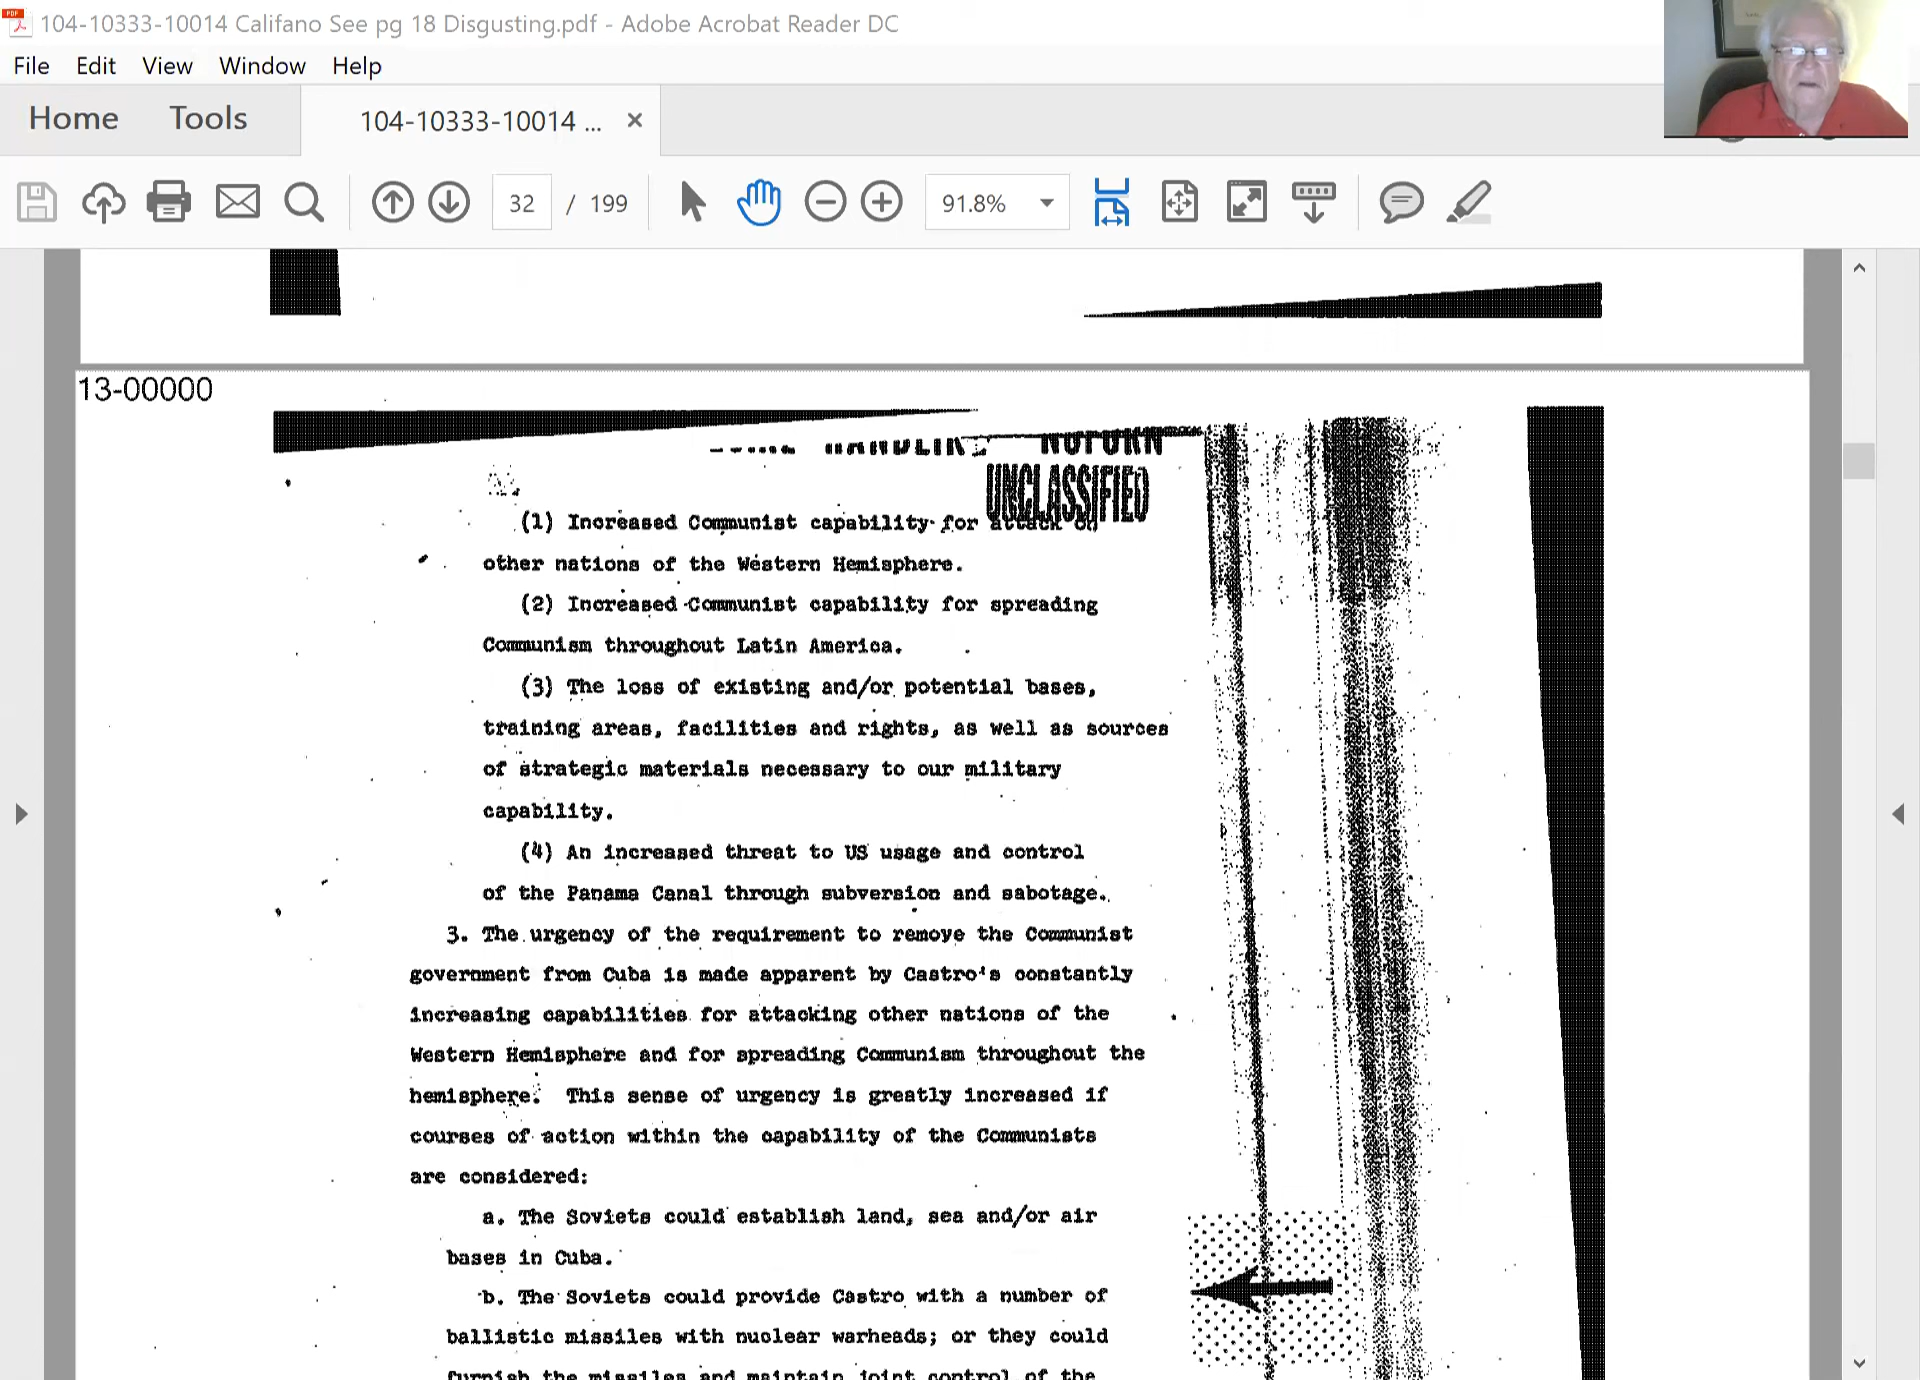 104-10333-10014 Califano See pg 18 Disgusting.pdf - Adobe Acrobat Reader DC
File Edit View Window Help
Home Tools 104-10333-10014 ...
32 / 199 91.8%
13-00000
NOFORN
UNCLASSIFIED
(1) Increased Communist capability for attack on
other nations of the Western Hemisphere.
(2) Increased Communist capability for spreading
Communism throughout Latin America.
(3) The loss of existing and/or potential bases,
training areas, facilities and rights, as well as sources
of strategic materials necessary to our military
capability.
(4) An increased threat to US usage and control
of the Panama Canal through subversion and sabotage.
3. The urgency of the requirement to remove the Communist
government from Cuba is made apparent by Castro's constantly
increasing capabilities for attacking other nations of the
Western Hemisphere and for spreading Communism throughout the
hemisphere. This sense of urgency is greatly increased if
courses of action within the capability of the Communists
are considered:
a. The Soviets could establish land, sea and/or air
bases in Cuba.
b. The Soviets could provide Castro with a number of
ballistic missiles with nuclear warheads; or they could
furnish the missiles and maintain joint control of the